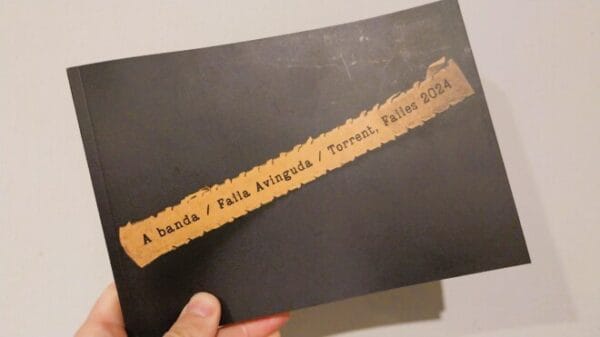 A banda / Falla Avinguda / Torrent, Falles 2024